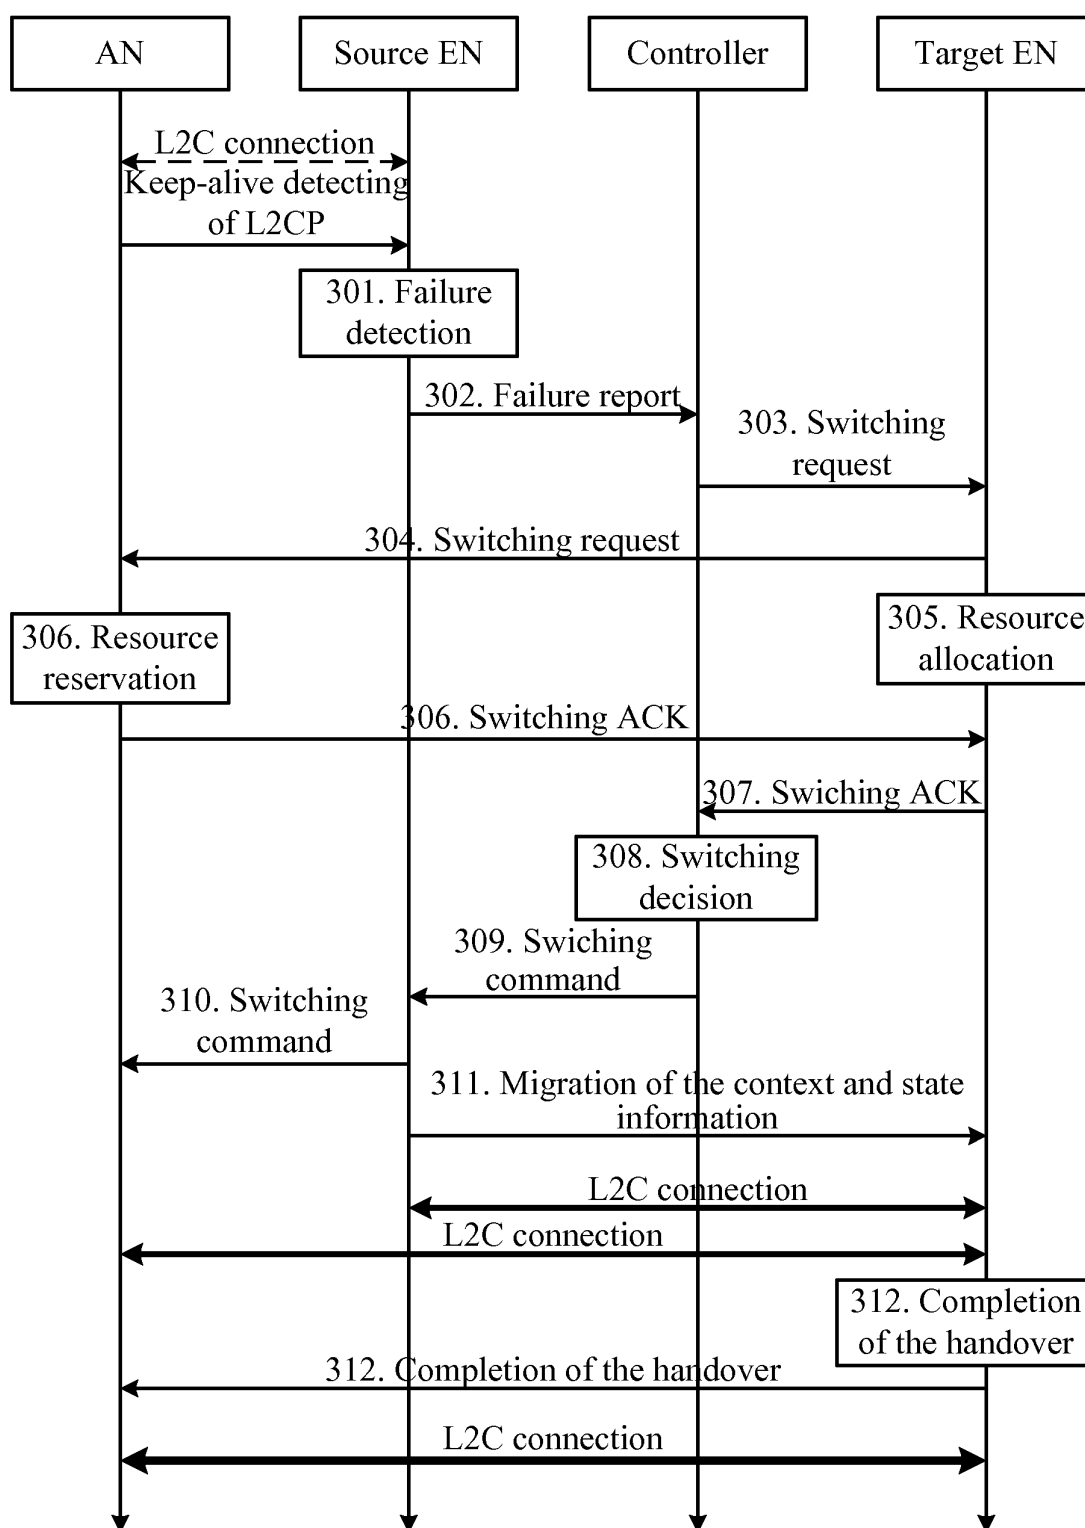 AN
Source EN
Controller
Target EN
L2C connection
Keep-alive detecting
of L2CP
301. Failure
detection
302. Failure report
303. Switching
request
304. Switching request
305. Resource
allocation
306. Resource
reservation
306. Switching ACK
307. Swiching ACK
308. Switching
decision
309. Swiching
command
310. Switching
command
311. Migration of the context and state
information
L2C connection
L2C connection
312. Completion
of the handover
312. Completion of the handover
L2C connection